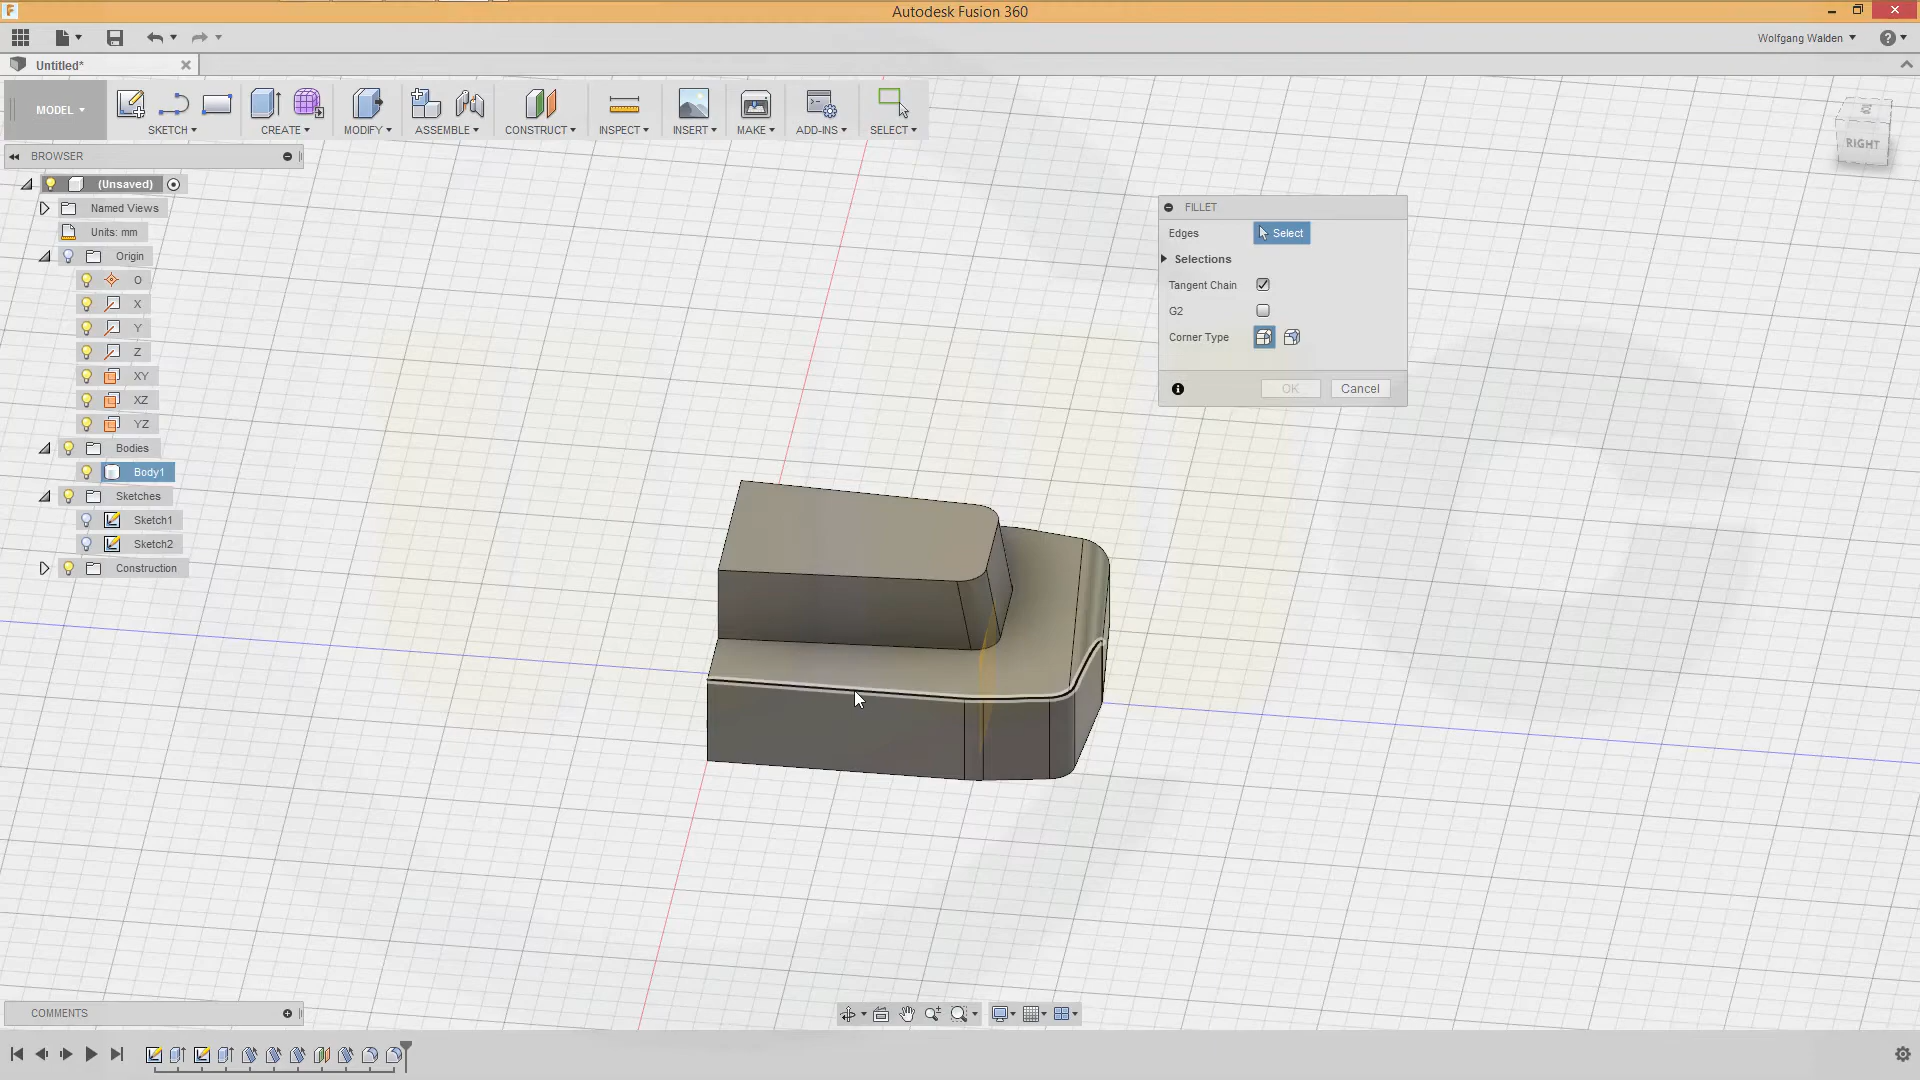 Autodesk Fusion 360
Wolfgang Walden
Untitled*
MODEL
SKETCH
CREATE
MODIFY
ASSEMBLE
CONSTRUCT
INSPECT
INSERT
MAKE
ADD-INS
SELECT
RIGHT
BROWSER
(Unsaved)
Named Views
Units: mm
Origin
O
X
Y
Z
XY
XZ
YZ
Bodies
Body1
Sketches
Sketch1
Sketch2
Construction
FILLET
Edges
Select
Selections
Tangent Chain
G2
Corner Type
OK
Cancel
COMMENTS